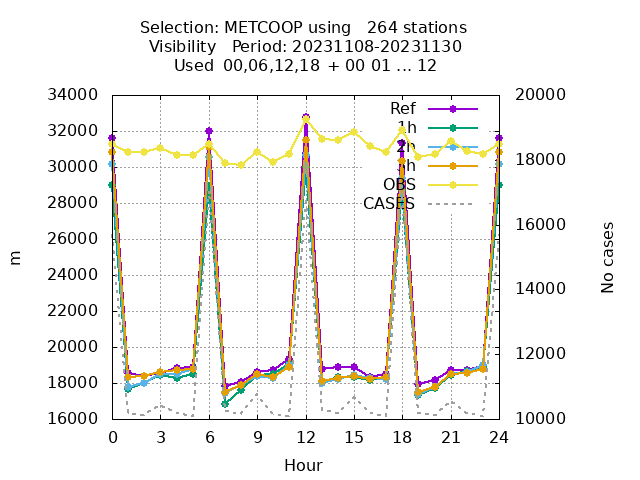 Selection: METCOOP using   264 stations
Visibility   Period: 20231108-20231130
Used 00,06,12,18 + 00 01 ... 12
34000
32000
30000
28000
26000
24000
22000
20000
18000
16000
20000
18000
16000
14000
12000
10000
Ref
1h
OBS
CASES
m
No cases
0 3 6 9 12 15 18 21 24
Hour